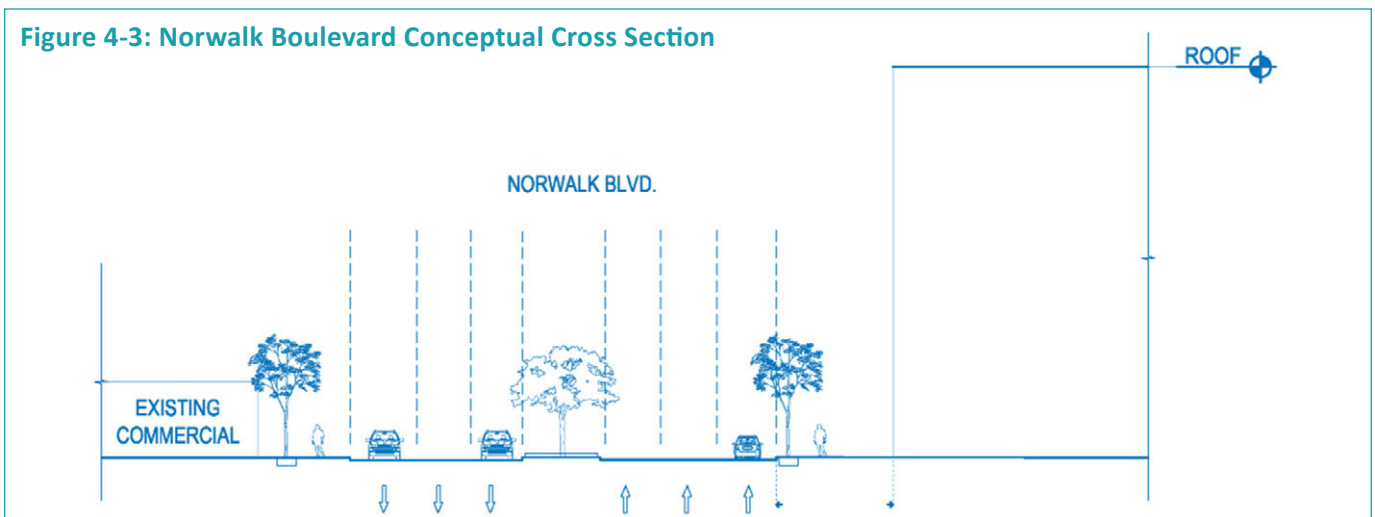 Figure 4-3: Norwalk Boulevard Conceptual Cross Section
ROOF
NORWALK BLVD.
EXISTING
COMMERCIAL